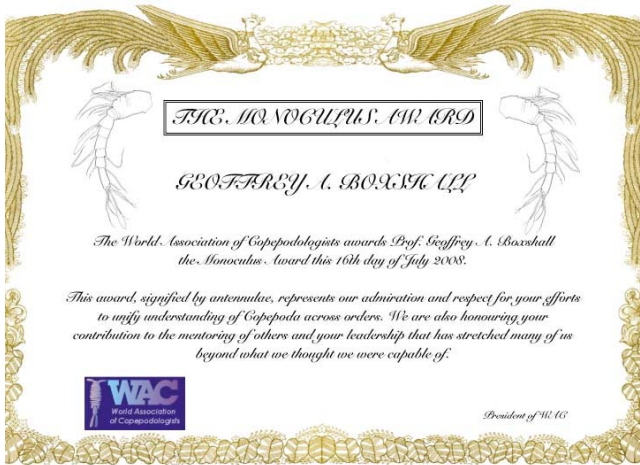 THE MONOCULUS AWARD
GEOFFREY A. BOXSHALL
The World Association of Copepodologists awards Prof. Geoffrey A. Boxshall
the Monoculus Award this 16th day of July 2008.
This award, signified by antennulae, represents our admiration and respect for your efforts
to unify understanding of Copepoda across orders. We are also honouring your
contribution to the mentoring of others and your leadership that has stretched many of us
beyond what we thought we were capable of.
WAC
World Association
of Copepodologists
President of WAC